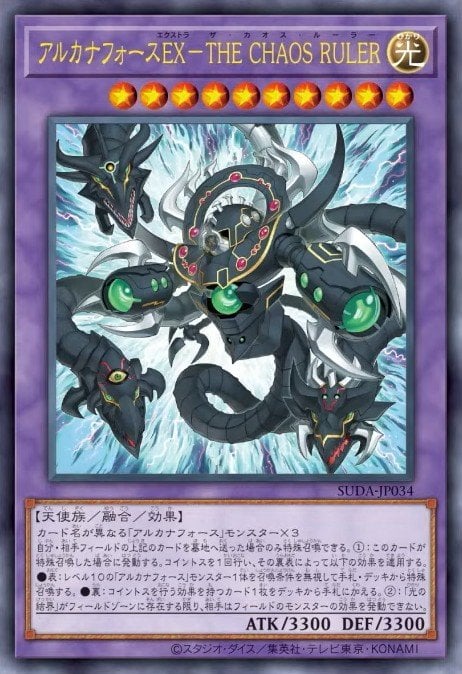 エクストラ ザ・カオス・ルーラー
アルカナフォースEX－THE CHAOS RULER
ひかり
光
SUDA-JP034
【天使族／融合／効果】
カード名が異なる「アルカナフォース」モンスター×３
自分・相手フィールドの上記のカードを墓地へ送った場合のみ特殊召喚できる。①：このカードが
特殊召喚した場合に発動する。コイントスを１回行い、その裏表によって以下の効果を適用する。
●表：レベル１０の「アルカナフォース」モンスター１体を召喚条件を無視して手札・デッキから特殊
召喚する。●裏：コイントスを行う効果を持つカード１枚をデッキから手札に加える。②：「光の
結界」がフィールドゾーンに存在する限り、相手はフィールドのモンスターの効果を発動できない。
ATK/3300 DEF/3300
©スタジオ・ダイス／集英社・テレビ東京・KONAMI